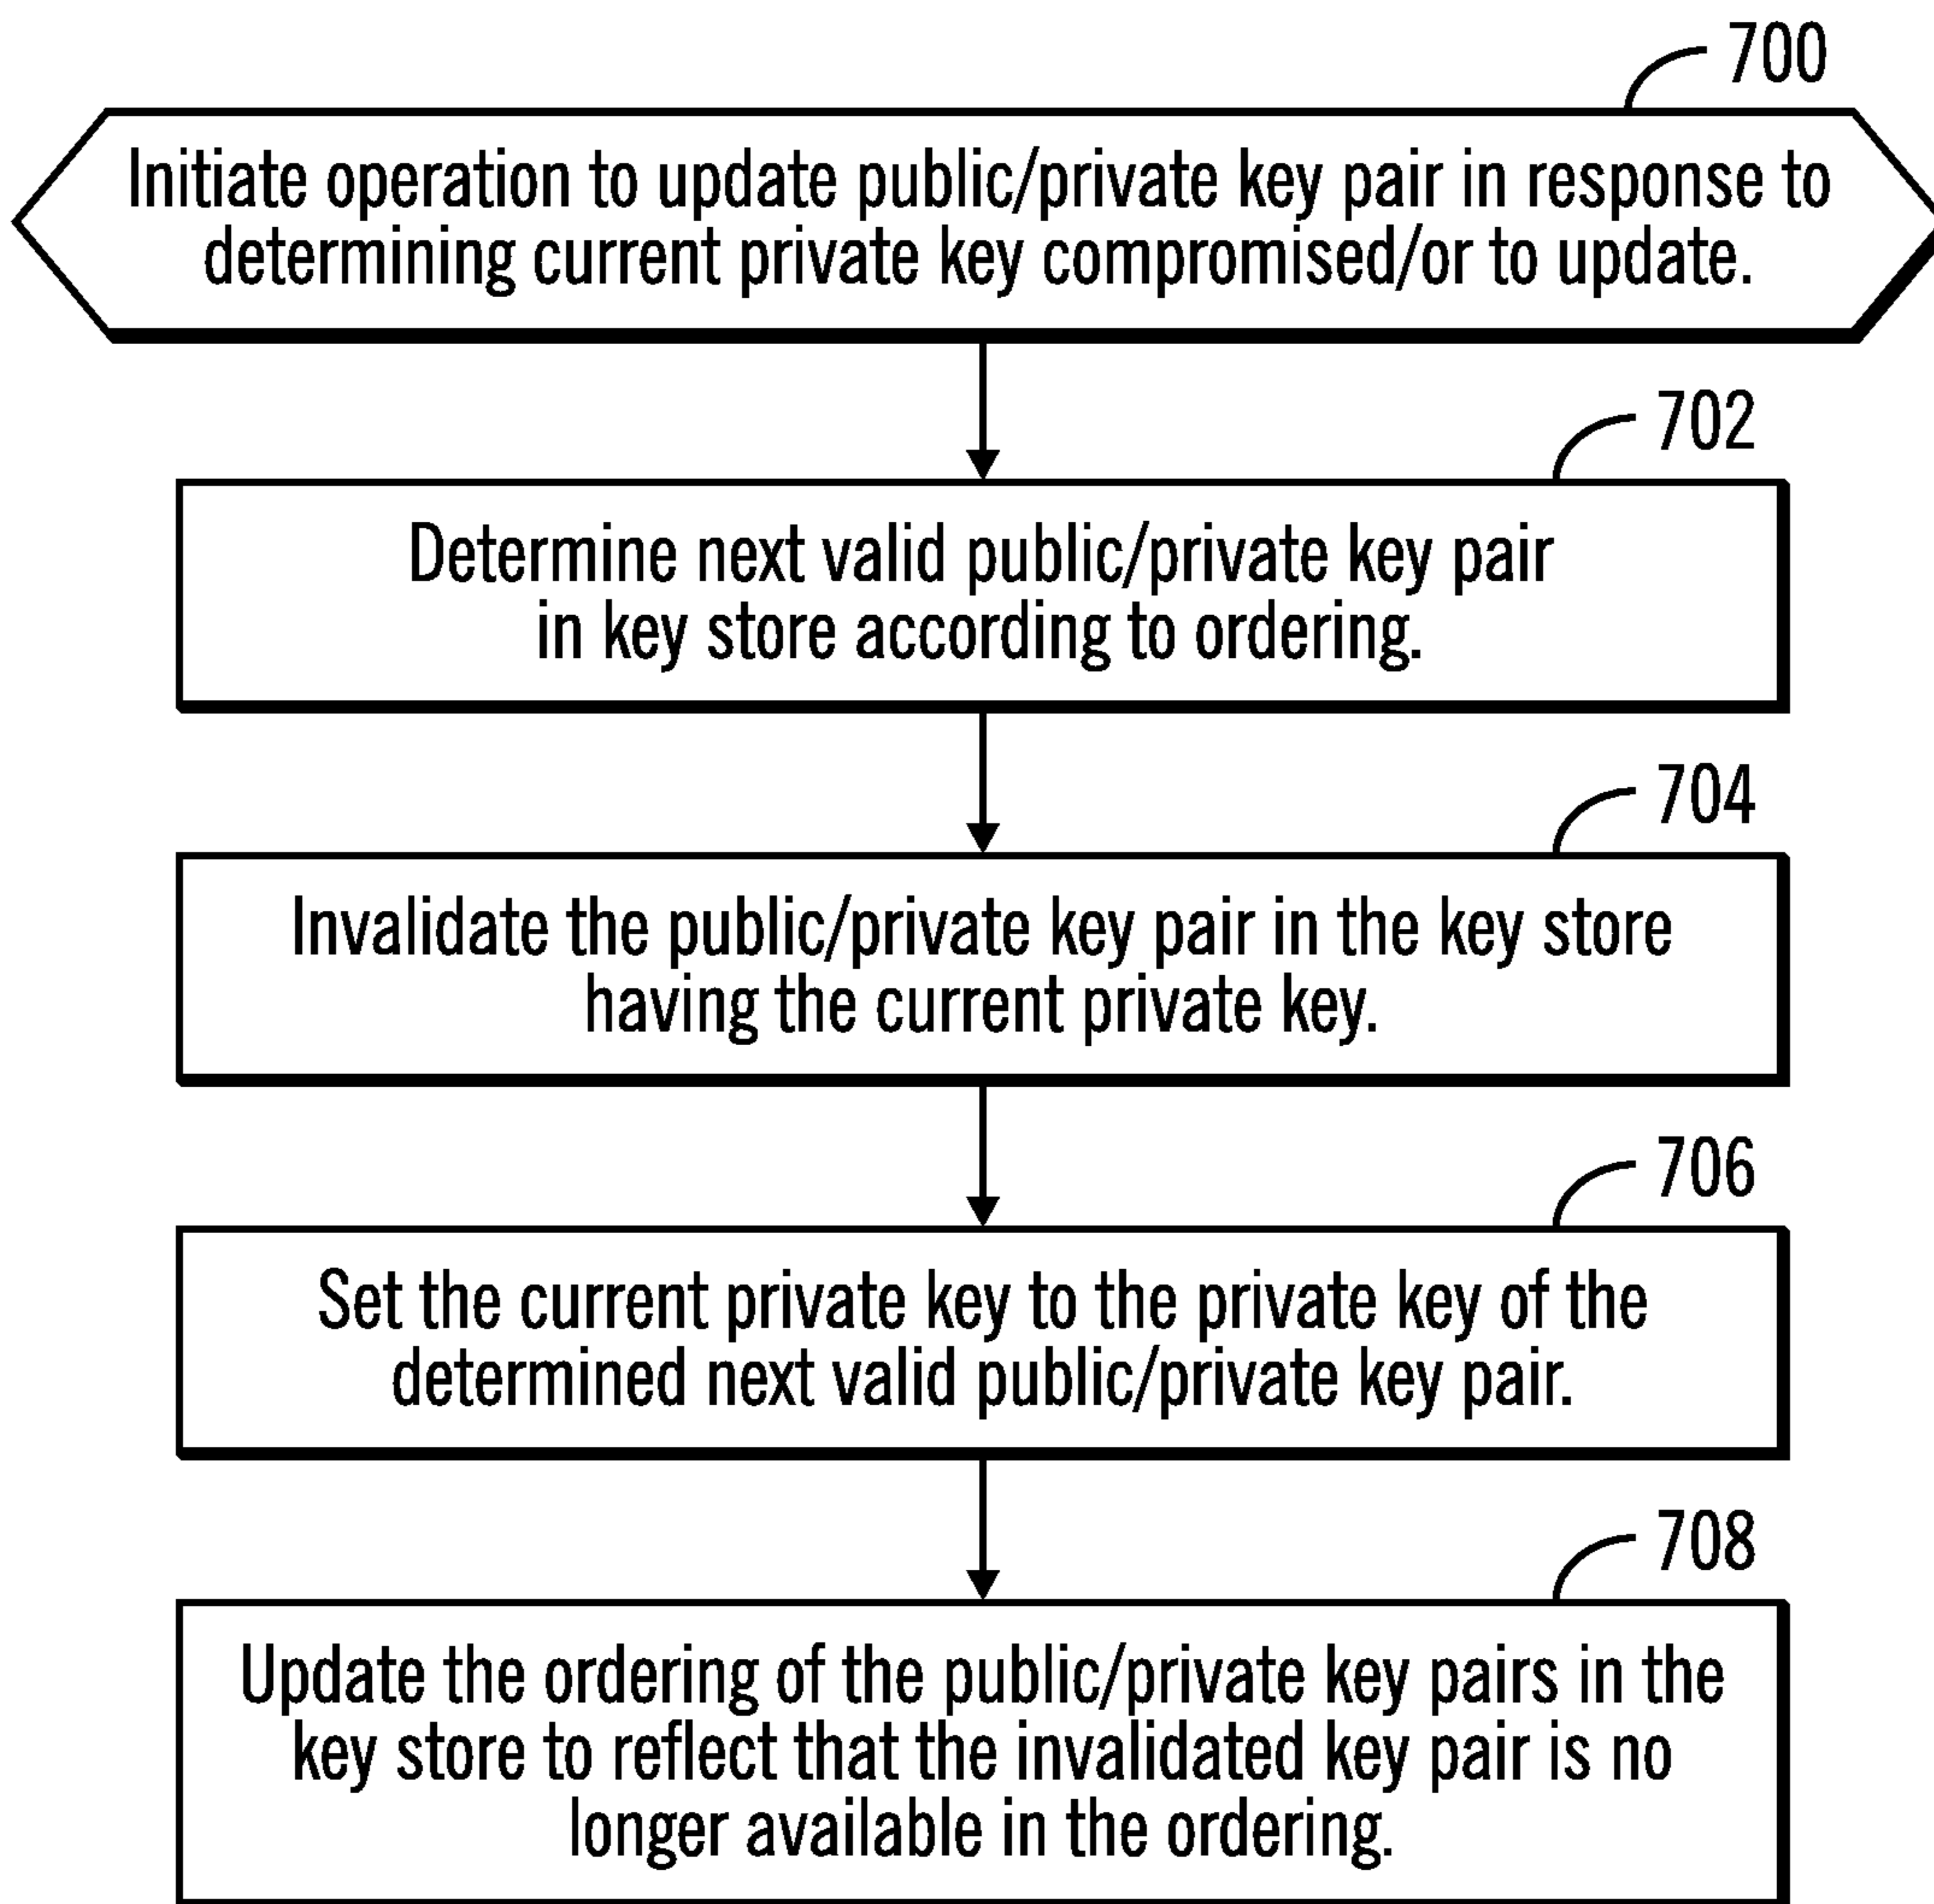 700
Initiate operation to update public/private key pair in response to
determining current private key compromised/or to update.
702
Determine next valid public/private key pair
in key store according to ordering.
704
Invalidate the public/private key pair in the key store
having the current private key.
706
Set the current private key to the private key of the
determined next valid public/private key pair.
708
Update the ordering of the public/private key pairs in the
key store to reflect that the invalidated key pair is no
longer available in the ordering.